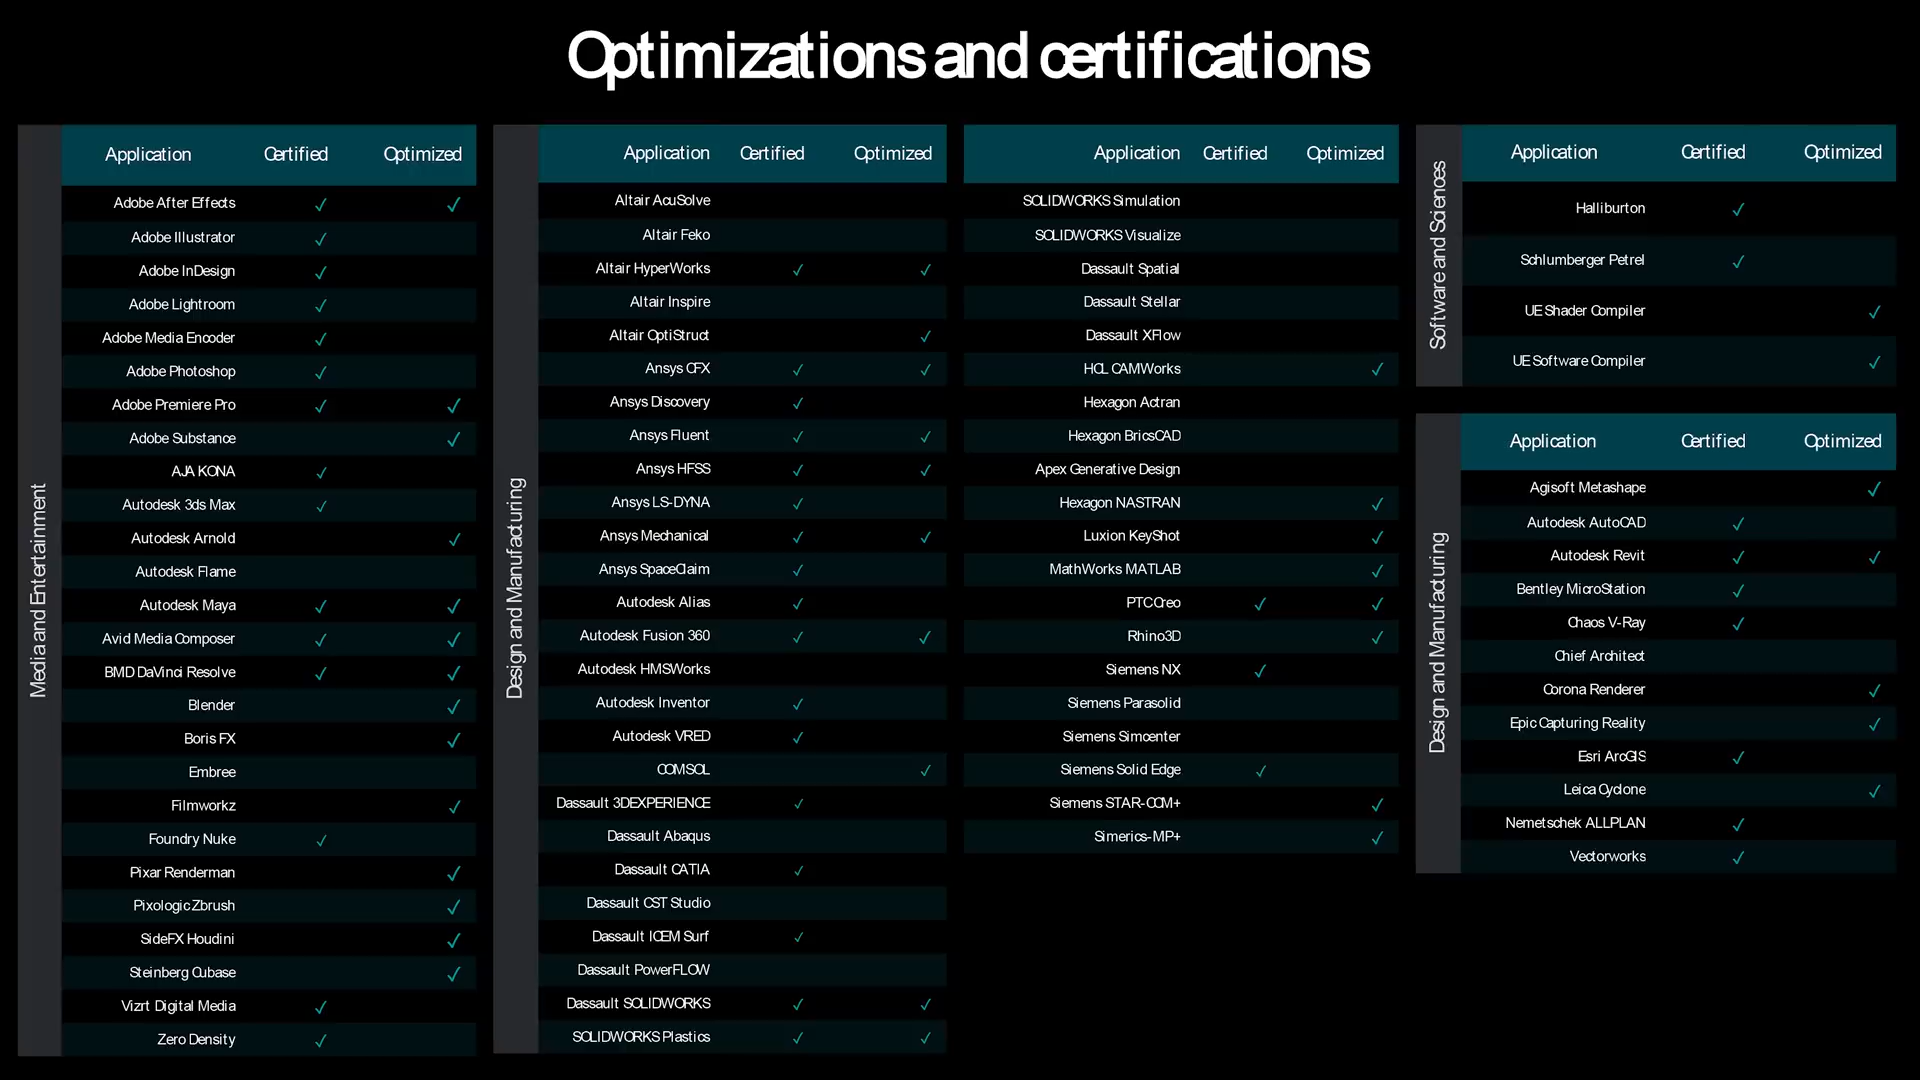 Optimizations and certifications
Media and Entertainment
Application Certified Optimized
Adobe After Effects ✓ ✓
Adobe Illustrator ✓
Adobe InDesign ✓
Adobe Lightroom ✓
Adobe Media Encoder ✓
Adobe Photoshop ✓
Adobe Premiere Pro ✓ ✓
Adobe Substance ✓
AJA KONA ✓
Autodesk 3ds Max ✓
Autodesk Arnold ✓
Autodesk Flame
Autodesk Maya ✓ ✓
Avid Media Composer ✓ ✓
BMD DaVinci Resolve ✓ ✓
Blender ✓
Boris FX ✓
Embree
Filmworkz ✓
Foundry Nuke ✓
Pixar Renderman ✓
Pixologic Zbrush ✓
SideFX Houdini ✓
Steinberg Cubase ✓
Vizrt Digital Media ✓
Zero Density ✓
Design and Manufacturing
Application Certified Optimized
Altair AcuSolve
Altair Feko
Altair HyperWorks ✓ ✓
Altair Inspire
Altair OptiStruct ✓
Ansys CFX ✓ ✓
Ansys Discovery ✓
Ansys Fluent ✓ ✓
Ansys HFSS ✓ ✓
Ansys LS-DYNA ✓
Ansys Mechanical ✓ ✓
Ansys SpaceClaim ✓
Autodesk Alias ✓
Autodesk Fusion 360 ✓ ✓
Autodesk HMSWorks
Autodesk Inventor ✓
Autodesk VRED ✓
COMSOL ✓
Dassault 3DEXPERIENCE ✓
Dassault Abaqus
Dassault CATIA ✓
Dassault CST Studio
Dassault ICEM Surf ✓
Dassault PowerFLOW
Dassault SOLIDWORKS ✓ ✓
SOLIDWORKS Plastics ✓ ✓
Application Certified Optimized
SOLIDWORKS Simulation
SOLIDWORKS Visualize
Dassault Spatial
Dassault Stellar
Dassault XFlow
HCL CAMWorks ✓
Hexagon Actran
Hexagon BricsCAD
Apex Generative Design
Hexagon NASTRAN ✓
Luxion KeyShot ✓
MathWorks MATLAB ✓
PTC Creo ✓ ✓
Rhino3D ✓
Siemens NX ✓
Siemens Parasolid
Siemens Simcenter
Siemens Solid Edge ✓
Siemens STAR-CCM+ ✓
Simerics-MP+ ✓
Software and Sciences
Application Certified Optimized
Halliburton ✓
Schlumberger Petrel ✓
UE Shader Compiler ✓
UE Software Compiler ✓
Design and Manufacturing
Application Certified Optimized
Agisoft Metashape ✓
Autodesk AutoCAD ✓
Autodesk Revit ✓ ✓
Bentley MicroStation ✓
Chaos V-Ray ✓
Chief Architect
Corona Renderer ✓
Epic Capturing Reality ✓
Esri ArcGIS ✓
Leica Cyclone ✓
Nemetschek ALLPLAN ✓
Vectorworks ✓